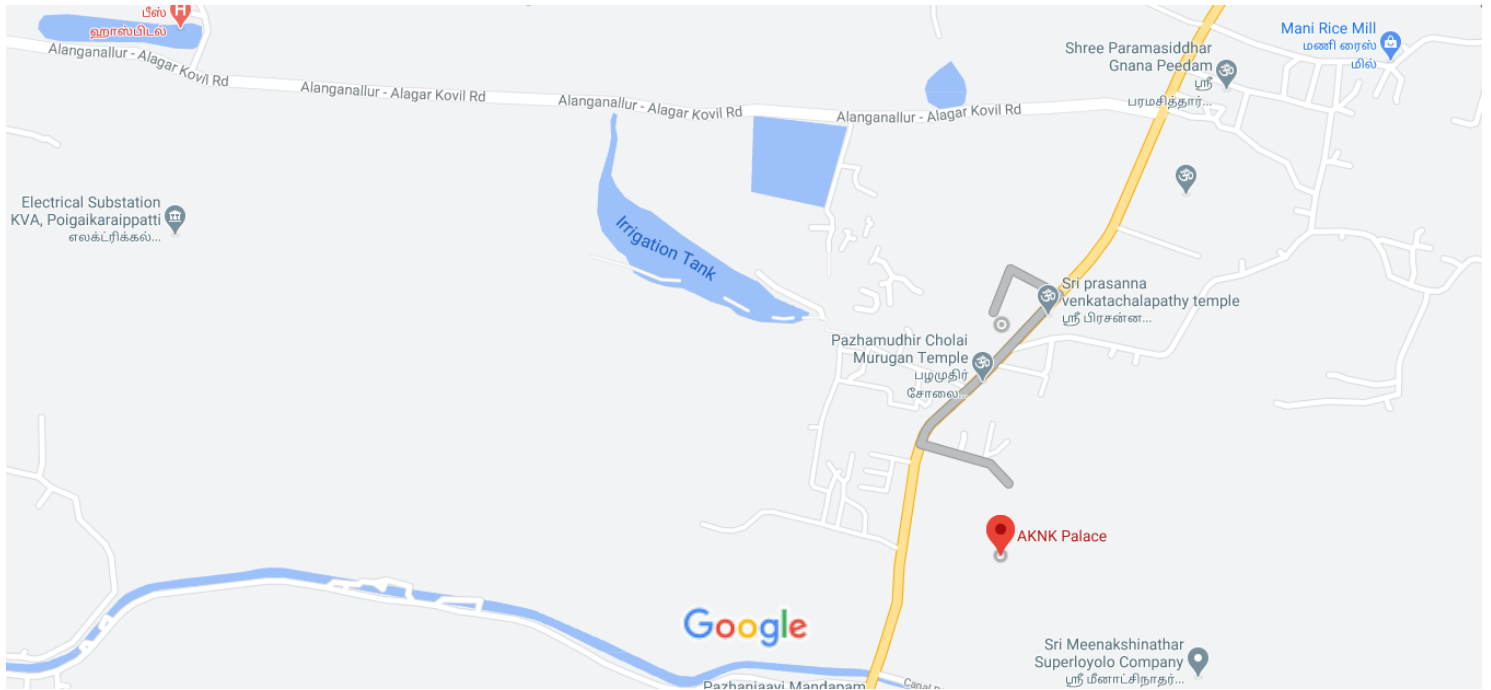 பீஸ்
ஹாஸ்பிடல்
H
Alanganallur - Alagar Kovil Rd
Alanganallur - Alagar Kovil Rd
Alanganallur - Alagar Kovil Rd
Alanganallur - Alagar Kovil Rd
Mani Rice Mill
மணி ரைஸ்
மில்
Shree Paramasiddhar
Gnana Peedam
ஸ்ரீ
பரமசித்தார்...
ॐ
ॐ
Electrical Substation
KVA, Poigaikaraippatti
எலக்ட்ரிக்கல்...
Irrigation Tank
ॐ
Sri prasanna
venkatachalapathy temple
ஸ்ரீ பிரசன்ன...
Pazhamudhir Cholai
Murugan Temple
பழமுதிர்
சோலை...
ॐ
AKNK Palace
Google
Sri Meenakshinathar
Superloyolo Company
ஸ்ரீ மீனாட்சிநாதர்...
Pazhanjaavi Mandapam
Canal